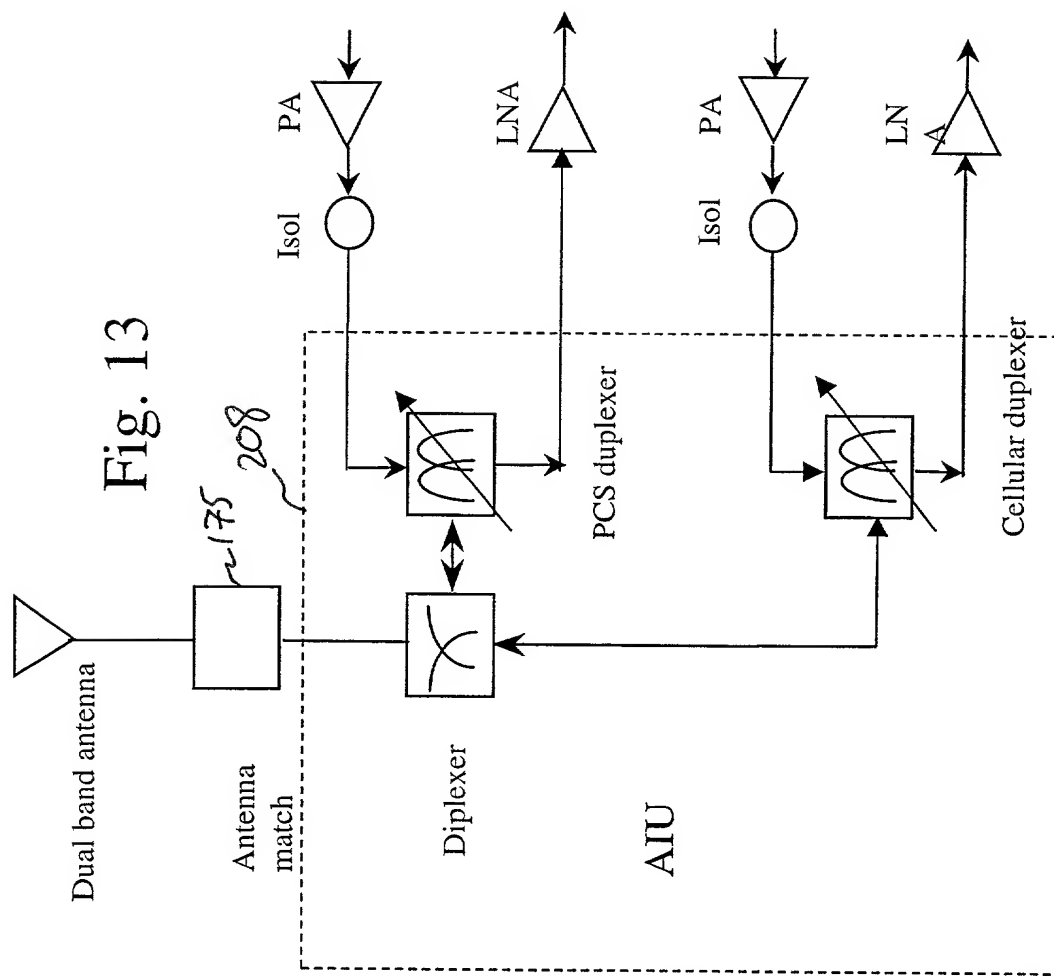 Fig. 13
Dual band antenna
~175
Antenna
match
208
Isol
PA
LNA
PCS duplexer
Diplexer
AIU
Isol
PA
LN
A
Cellular duplexer